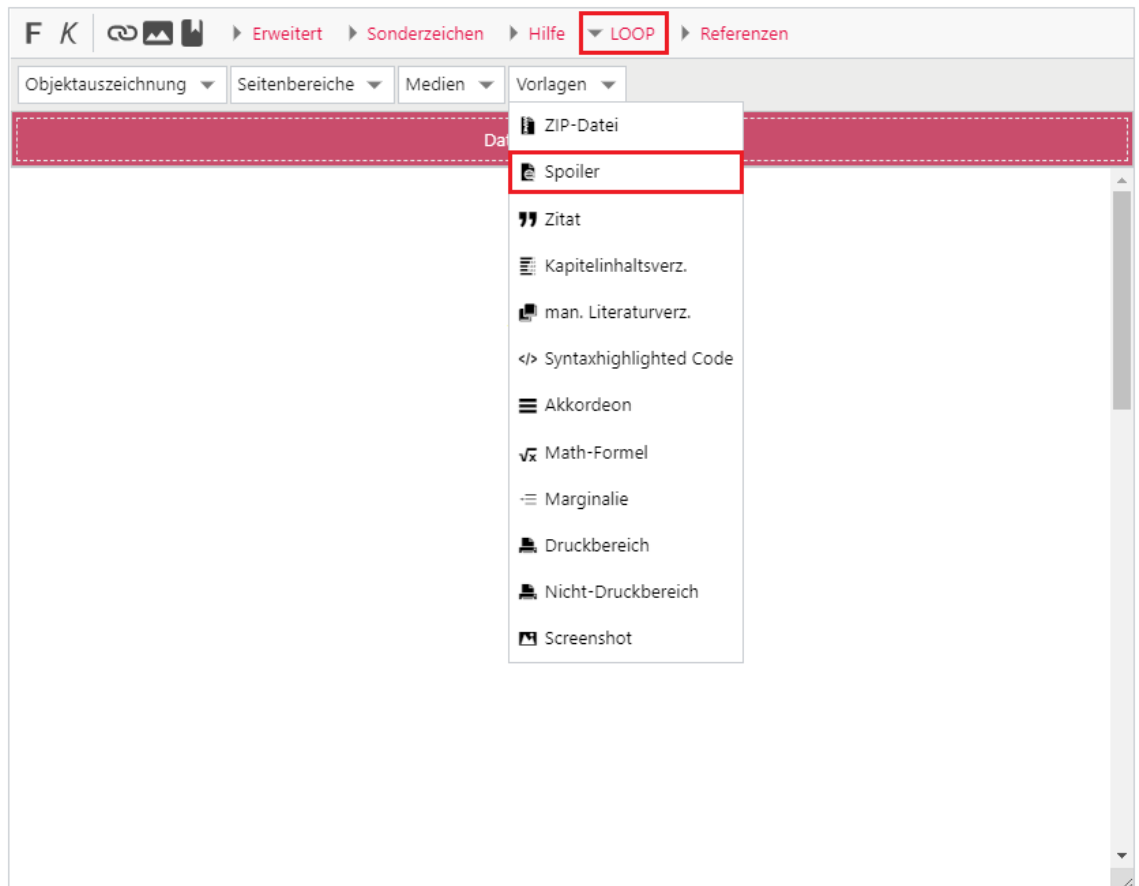 F K Erweitert Sonderzeichen Hilfe LOOP Referenzen
Objektauszeichnung Seitenbereiche Medien Vorlagen
ZIP-Datei
Spoiler
Zitat
Kapitelinhaltsverz.
man. Literaturverz.
</> Syntaxhighlighted Code
Akkordeon
√x Math-Formel
Marginalie
Druckbereich
Nicht-Druckbereich
Screenshot